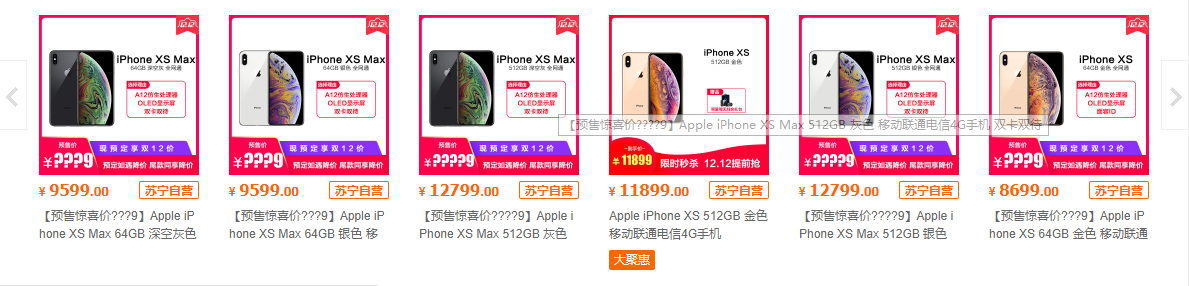 iPhone XS Max
64GB 深空灰色 全网通
选择理由
A12仿生处理器
OLED显示屏
双卡双待
预售价
¥???9
现预定享双12价
预定如遇降价 尾款同享降价
¥ 9599.00
苏宁自营
【预售惊喜价???9】Apple iP
hone XS Max 64GB 深空灰色
iPhone XS Max
64GB 银色 全网通
选择理由
A12仿生处理器
OLED显示屏
双卡双待
预售价
¥???9
现预定享双12价
预定如遇降价 尾款同享降价
¥ 9599.00
苏宁自营
【预售惊喜价???9】Apple iP
hone XS Max 64GB 银色 移
iPhone XS Max
512GB 深空灰 全网通
选择理由
A12仿生处理器
OLED显示屏
双卡双待
预售价
¥????9
现预定享双12价
预定如遇降价 尾款同享降价
¥ 12799.00
苏宁自营
【预售惊喜价????9】Apple i
Phone XS Max 512GB 灰色
iPhone XS
512GB 金色
赠品
【预售惊喜价????9】Apple iPhone XS Max 512GB 灰色 移动联通电信4G手机 双卡双待
到手价
¥11899
限时秒杀 12.12提前抢
¥ 11899.00
苏宁自营
Apple iPhone XS 512GB 金色
移动联通电信4G手机
大聚惠
iPhone XS Max
512GB 银色 全网通
选择理由
A12仿生处理器
OLED显示屏
双卡双待
预售价
¥????9
现预定享双12价
预定如遇降价 尾款同享降价
¥ 12799.00
苏宁自营
【预售惊喜价????9】Apple i
Phone XS Max 512GB 银色
iPhone XS
64GB 金色 全网通
选择理由
A12仿生处理器
OLED显示屏
面容ID
预售价
¥???9
现预定享双12价
预定如遇降价 尾款同享降价
¥ 8699.00
苏宁自营
【预售惊喜价???9】Apple iP
hone XS 64GB 金色 移动联通